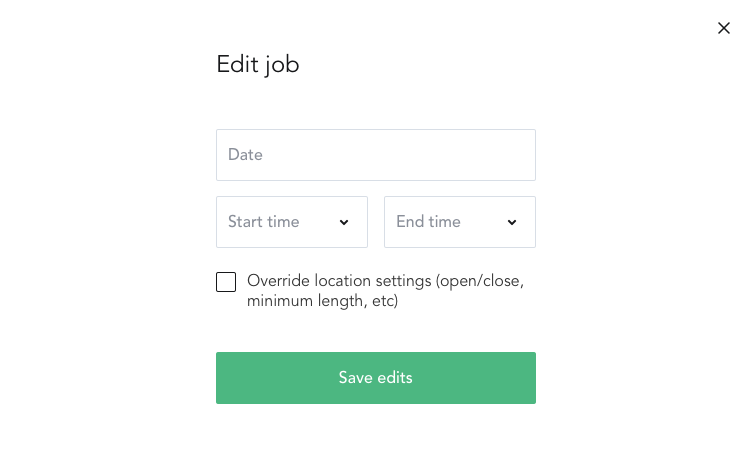 Edit job
Date
Start time
End time
Override location settings (open/close,
minimum length, etc)
Save edits